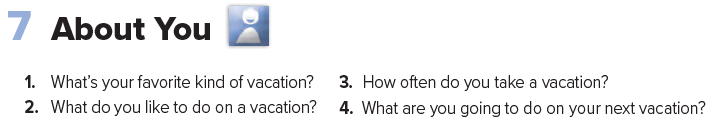 7 About You
1. What's your favorite kind of vacation?
2. What do you like to do on a vacation?
3. How often do you take a vacation?
4. What are you going to do on your next vacation?